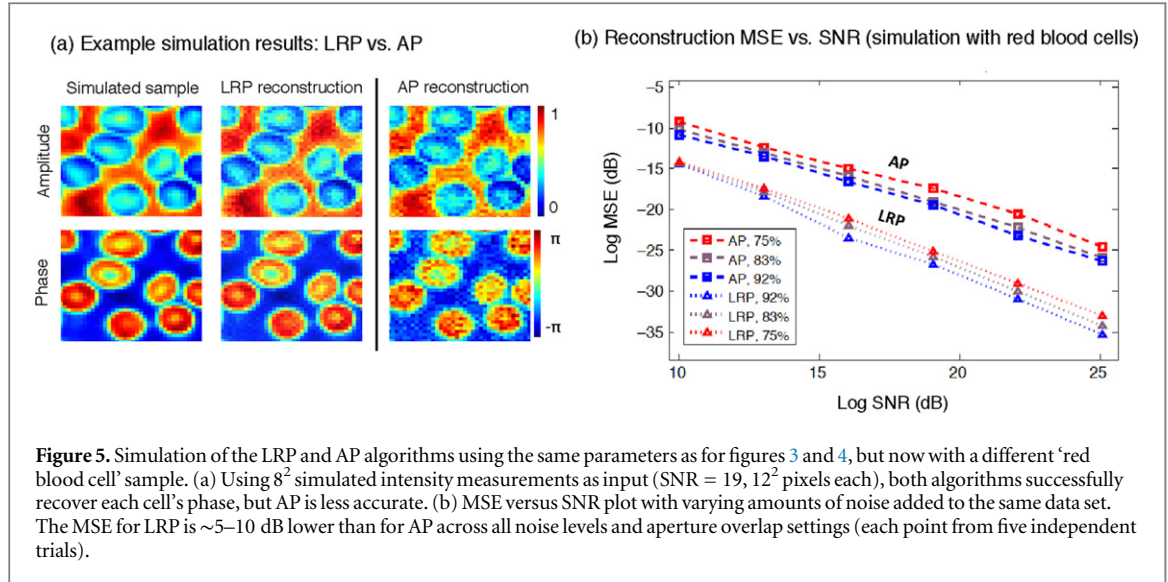 (a) Example simulation results: LRP vs. AP
Simulated sample LRP reconstruction AP reconstruction
Amplitude
1
0
Phase
π
-π
(b) Reconstruction MSE vs. SNR (simulation with red blood cells)
Log MSE (dB)
−5
−10
−15
−20
−25
−30
−35
AP
LRP
AP, 75%
AP, 83%
AP, 92%
LRP, 92%
LRP, 83%
LRP, 75%
10 15 20 25
Log SNR (dB)
Figure 5. Simulation of the LRP and AP algorithms using the same parameters as for figures 3 and 4, but now with a different ‘red
blood cell’ sample. (a) Using 8² simulated intensity measurements as input (SNR = 19, 12² pixels each), both algorithms successfully
recover each cell’s phase, but AP is less accurate. (b) MSE versus SNR plot with varying amounts of noise added to the same data set.
The MSE for LRP is ∼5–10 dB lower than for AP across all noise levels and aperture overlap settings (each point from five independent
trials).